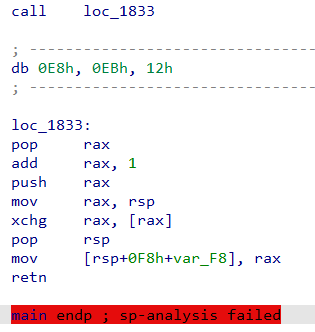 call    loc_1833
; ------------------------------
db 0E8h, 0EBh, 12h
; ------------------------------
loc_1833:
pop     rax
add     rax, 1
push    rax
mov     rax, rsp
xchg    rax, [rax]
pop     rsp
mov     [rsp+0F8h+var_F8], rax
retn
main endp ; sp-analysis failed